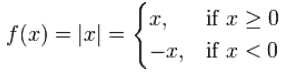 f(x) = |x| = { x, if x ≥ 0
−x, if x < 0